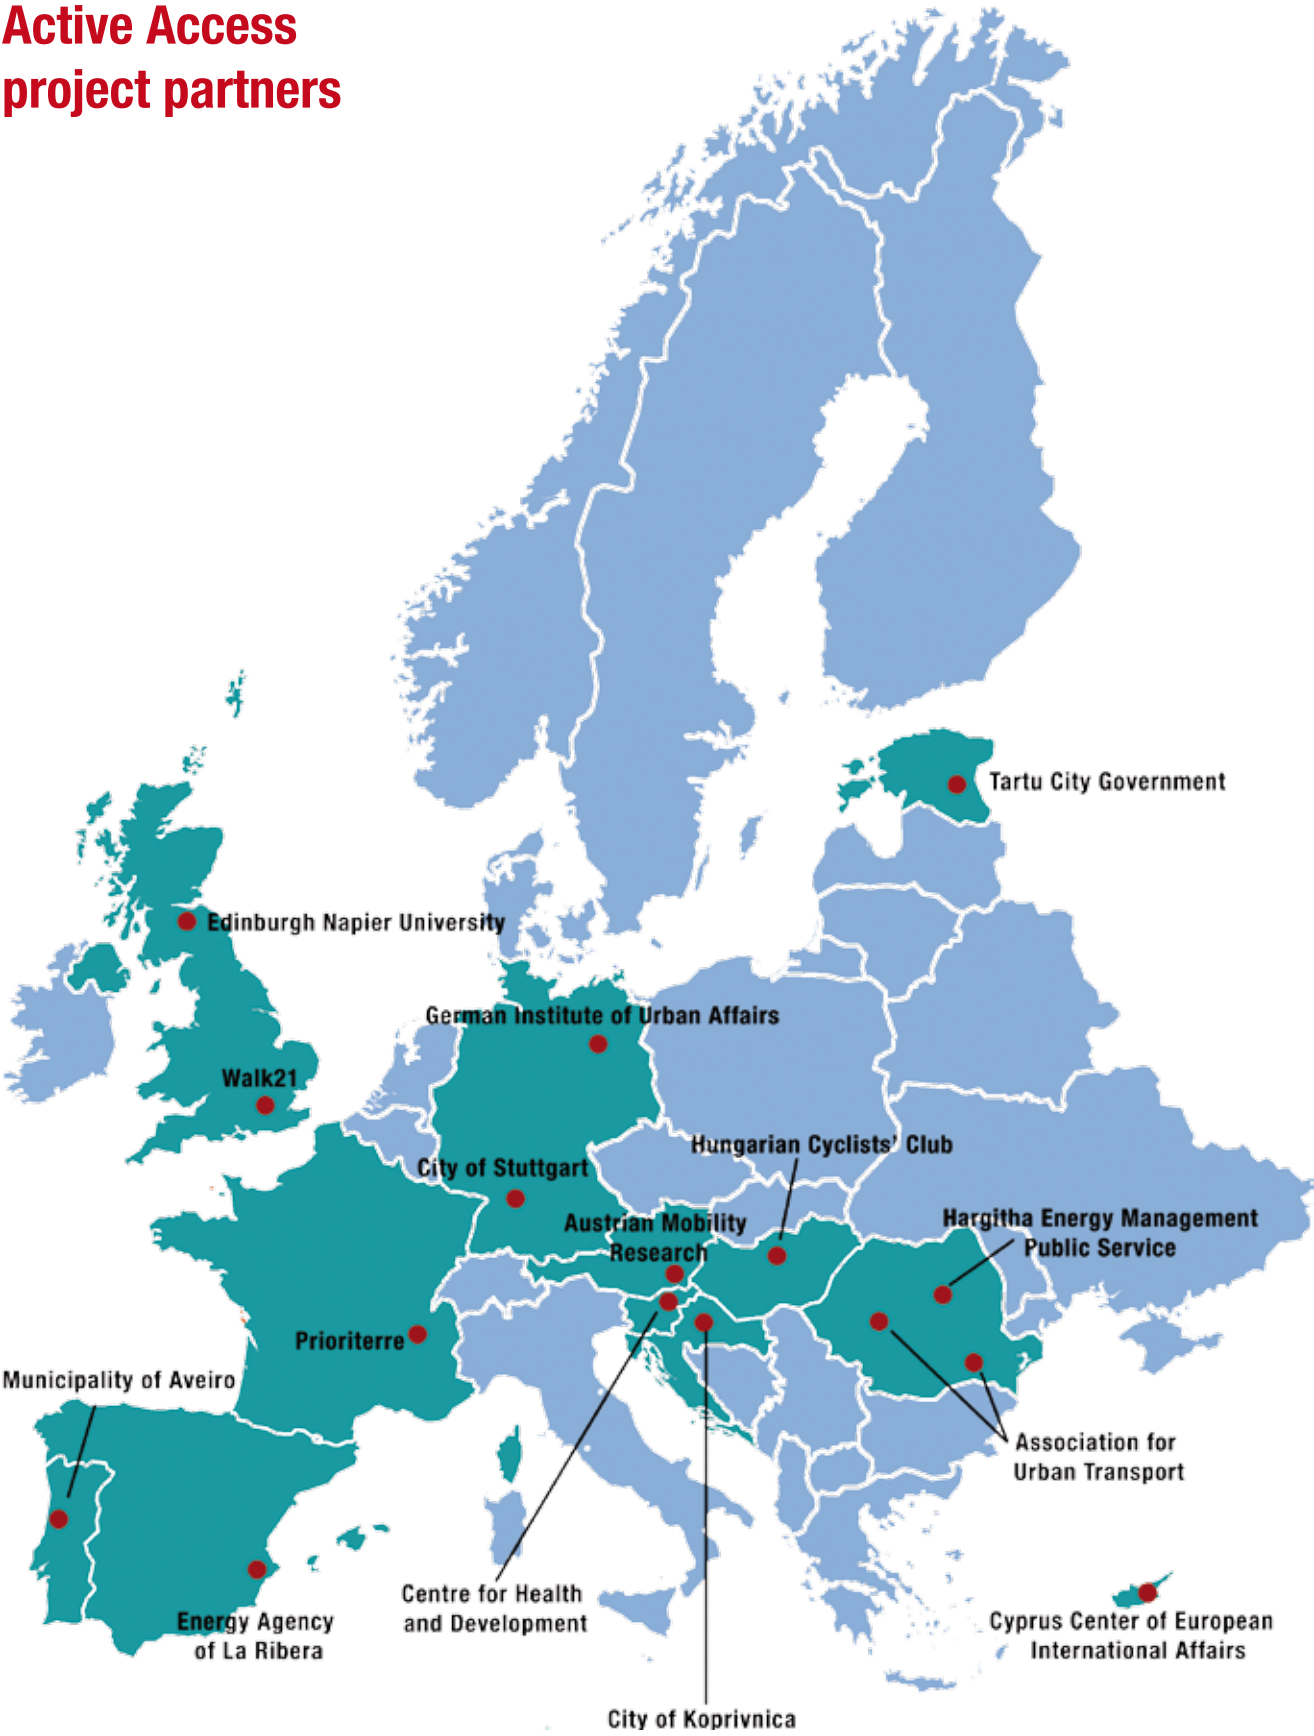 Active Access
project partners
Tartu City Government
Edinburgh Napier University
German Institute of Urban Affairs
Walk21
Hungarian Cyclists' Club
City of Stuttgart
Austrian Mobility
Research
Hargitha Energy Management
Public Service
Prioriterre
Municipality of Aveiro
Association for
Urban Transport
Centre for Health
and Development
Energy Agency
of La Ribera
Cyprus Center of European
International Affairs
City of Koprivnica